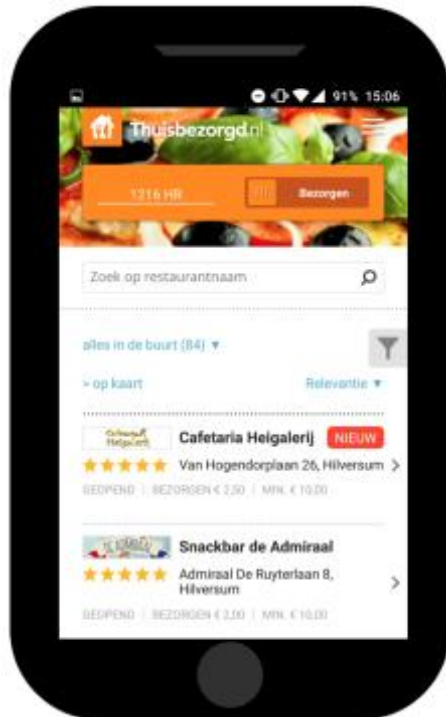 91% 15:06
Thuisbezorgd.nl
1216 HR
Bezorgen
Zoek op restaurantnaam
alles in de buurt (84) ▼
> op kaart Relevantie ▼
Cafetaria Heigalerij NIEUW
Van Hogendorplaan 26, Hilversum >
GEOPEND | BEZORGEN € 2,50 | MIN. € 10,00
DE ADMIRAAL
Snackbar de Admiraal
Admiraal De Ruyterlaan 8,
Hilversum
GEOPEND | BEZORGEN € 2,00 | MIN. € 10,00